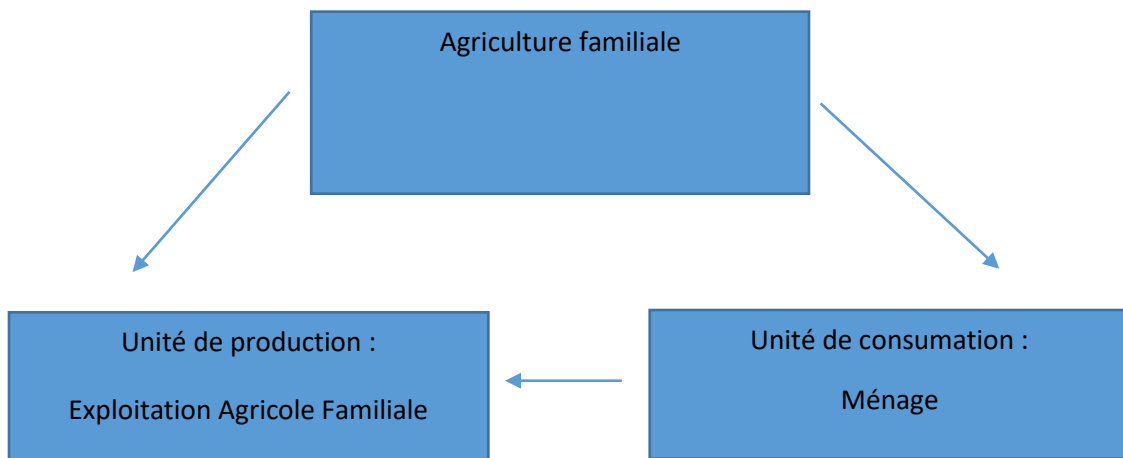 Agriculture familiale
Unité de production :
Exploitation Agricole Familiale
Unité de consumation :
Ménage